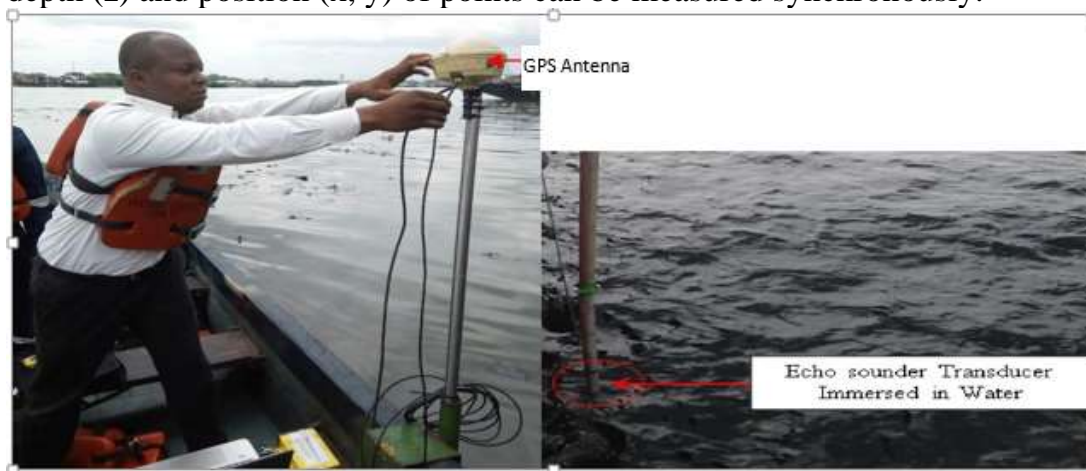 depth (z) and position (x, y) of points can be measured synchronously.
GPS Antenna
Echo sounder Transducer
Immersed in Water